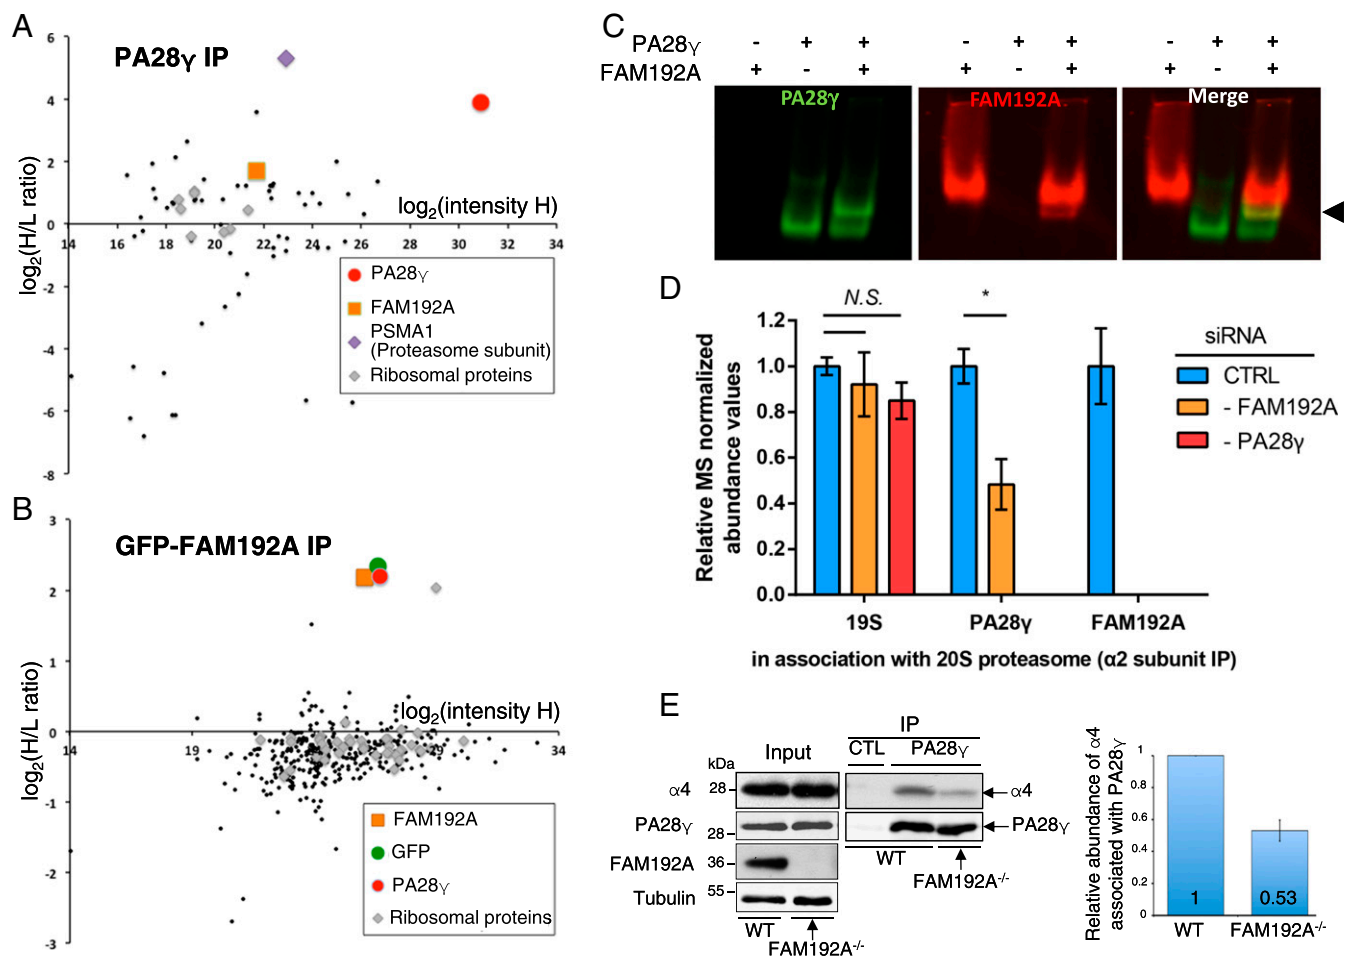 A
PA28γ IP
log2(H/L ratio)
6
4
2
0
-2
-4
-6
-8
14 16 18 20 22 24 26 28 30 32 34
log2(intensity H)
PA28γ
FAM192A
PSMA1
(Proteasome subunit)
Ribosomal proteins
B
GFP-FAM192A IP
log2(H/L ratio)
3
2
1
0
-1
-2
-3
14 19 29 34
log2(intensity H)
FAM192A
GFP
PA28γ
Ribosomal proteins
C
PA28γ - + + - + + - + +
FAM192A + - + + - + + - +
PA28γ FAM192A Merge
D
Relative MS normalized
abundance values
1.2
1.0
0.8
0.6
0.4
0.2
0.0
N.S. *
siRNA
CTRL
- FAM192A
- PA28γ
19S PA28γ FAM192A
in association with 20S proteasome (α2 subunit IP)
E
IP
Input CTL PA28γ
kDa
α4 28 α4
PA28γ 28 PA28γ
FAM192A 36
Tubulin 55
WT FAM192A-/-
WT FAM192A-/-
Relative abundance of α4
associated with PA28γ
1
0.8
0.6
0.4
0.2
0
1 0.53
WT FAM192A-/-